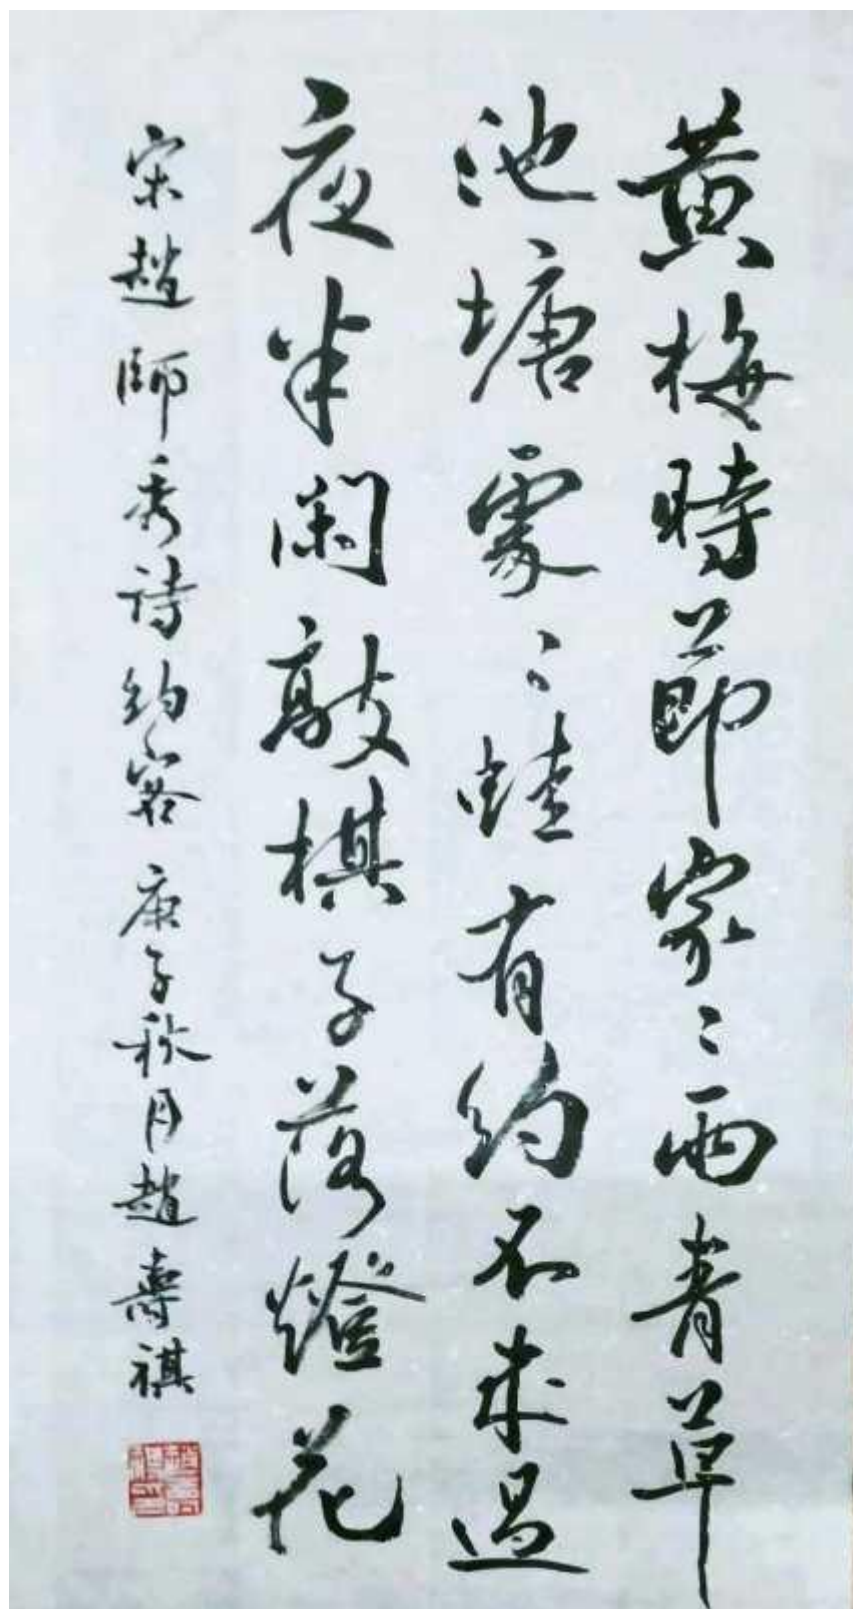 黄梅時節家〻雨青草
池塘處〻蛙有約不来過
夜半閑敲棋子落燈花
宋趙師秀詩約客 庚子秋月趙壽祺